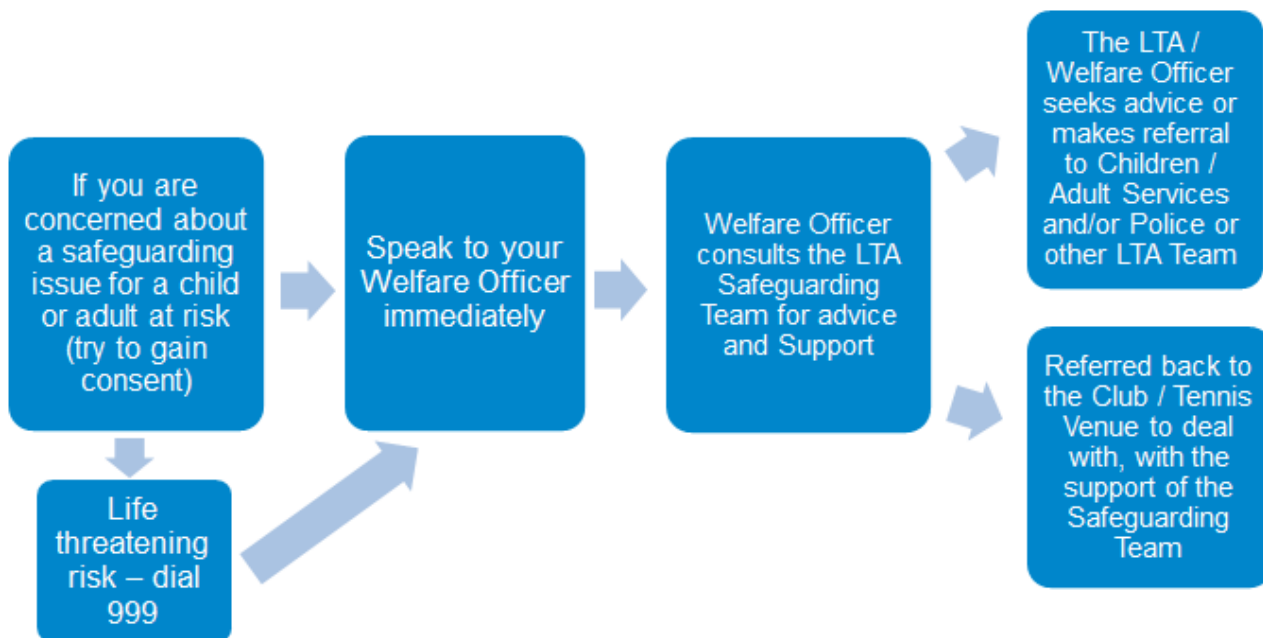 If you are
concerned about
a safeguarding
issue for a child
or adult at risk
(try to gain
consent)
Life
threatening
risk – dial
999
Speak to your
Welfare Officer
immediately
Welfare Officer
consults the LTA
Safeguarding
Team for advice
and Support
The LTA /
Welfare Officer
seeks advice or
makes referral
to Children /
Adult Services
and/or Police or
other LTA Team
Referred back to
the Club / Tennis
Venue to deal
with, with the
support of the
Safeguarding
Team